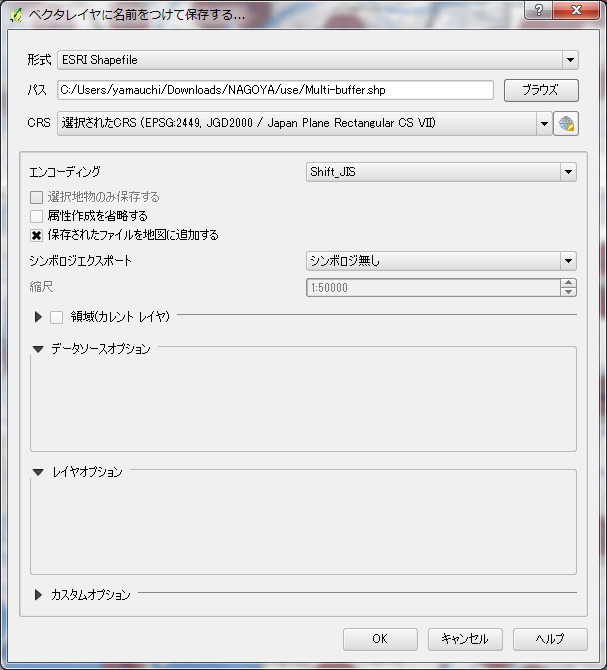 ベクタレイヤに名前をつけて保存する...
形式 ESRI Shapefile
パス C:/Users/yamauchi/Downloads/NAGOYA/use/Multi-buffer.shp ブラウズ
CRS 選択されたCRS (EPSG:2449, JGD2000 / Japan Plane Rectangular CS VII)
エンコーディング Shift_JIS
選択地物のみ保存する
属性作成を省略する
保存されたファイルを地図に追加する
シンボロジエクスポート シンボロジ無し
縮尺 1:50000
領域(カレント レイヤ)
データソースオプション
レイヤオプション
カスタムオプション
OK キャンセル ヘルプ